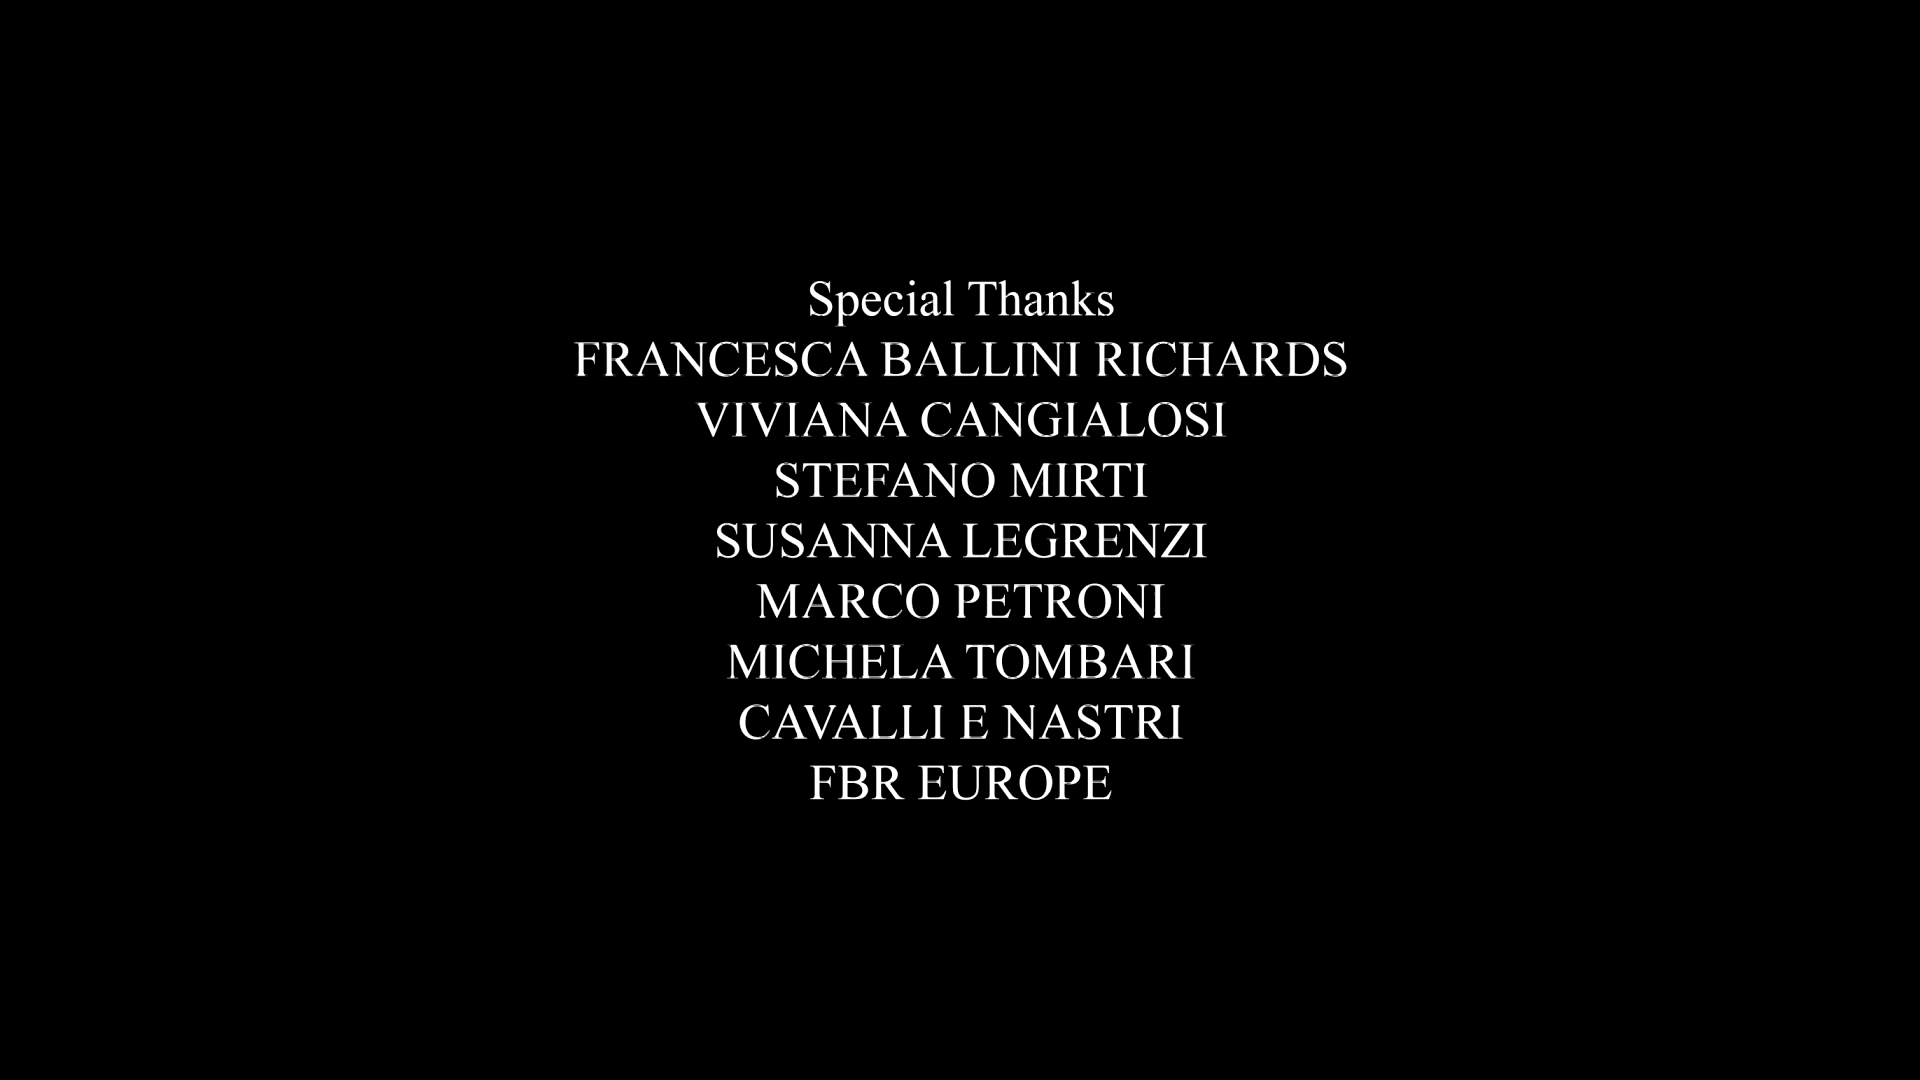 Special Thanks
FRANCESCA BALLINI RICHARDS
VIVIANA CANGIALOSI
STEFANO MIRTI
SUSANNA LEGRENZI
MARCO PETRONI
MICHELA TOMBARI
CAVALLI E NASTRI
FBR EUROPE